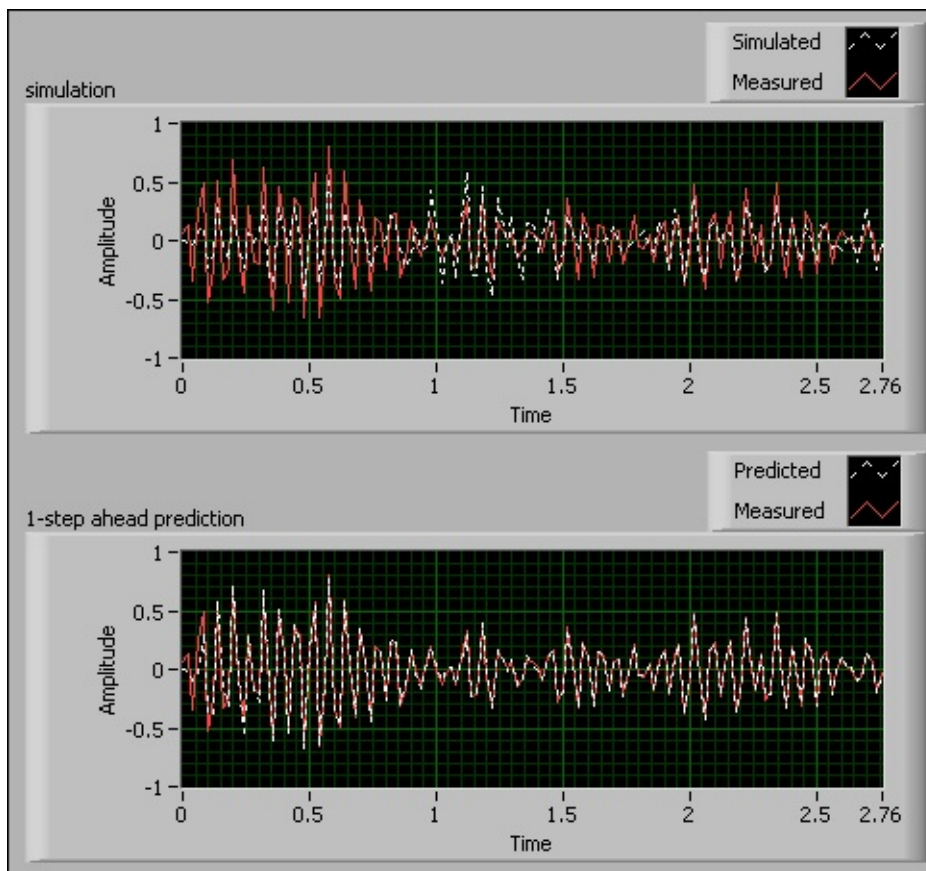 Simulated
Measured
simulation
1
0.5
0
-0.5
-1
Amplitude
0 0.5 1 1.5 2 2.5 2.76
Time
Predicted
Measured
1-step ahead prediction
1
0.5
0
-0.5
-1
Amplitude
0 0.5 1 1.5 2 2.5 2.76
Time